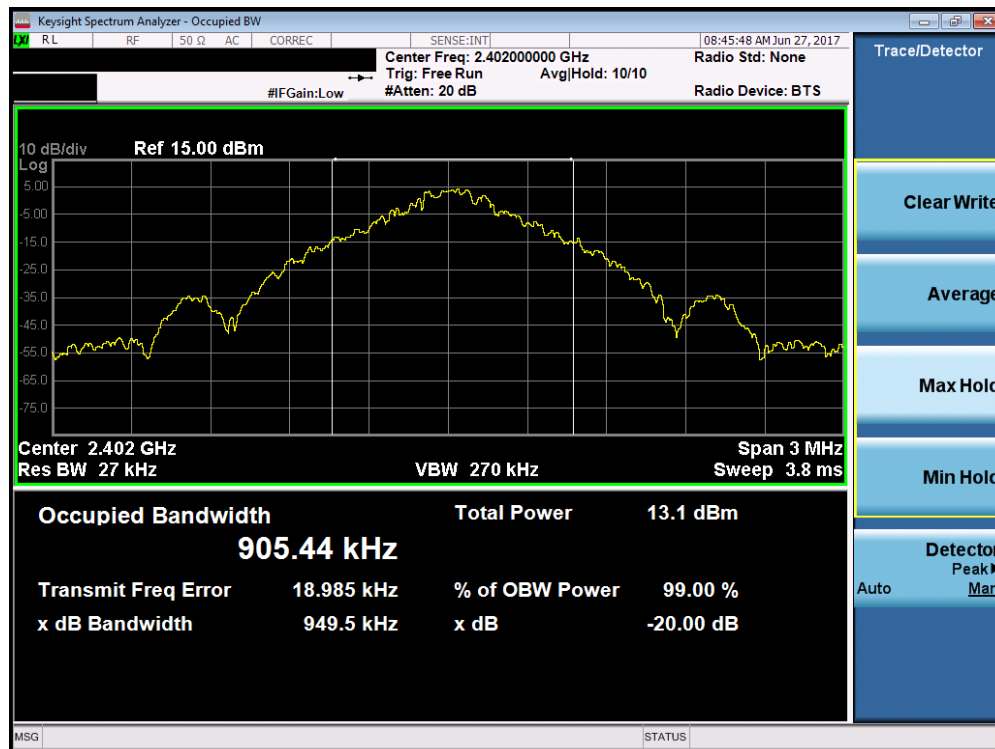 Keysight Spectrum Analyzer - Occupied BW
LXI RL RF 50 Ω AC CORREC SENSE:INT 08:45:48 AM Jun 27, 2017
Center Freq: 2.402000000 GHz Radio Std: None
Trig: Free Run Avg|Hold: 10/10
#IFGain:Low #Atten: 20 dB Radio Device: BTS
Trace/Detector
10 dB/div Ref 15.00 dBm
Log
5.00
-5.00
-15.0
-25.0
-35.0
-45.0
-55.0
-65.0
-75.0
Center 2.402 GHz Span 3 MHz
Res BW 27 kHz VBW 270 kHz Sweep 3.8 ms
Occupied Bandwidth Total Power 13.1 dBm
905.44 kHz
Transmit Freq Error 18.985 kHz % of OBW Power 99.00 %
x dB Bandwidth 949.5 kHz x dB -20.00 dB
Clear Write
Average
Max Hold
Min Hold
Detector
Peak
Auto Man
MSG STATUS